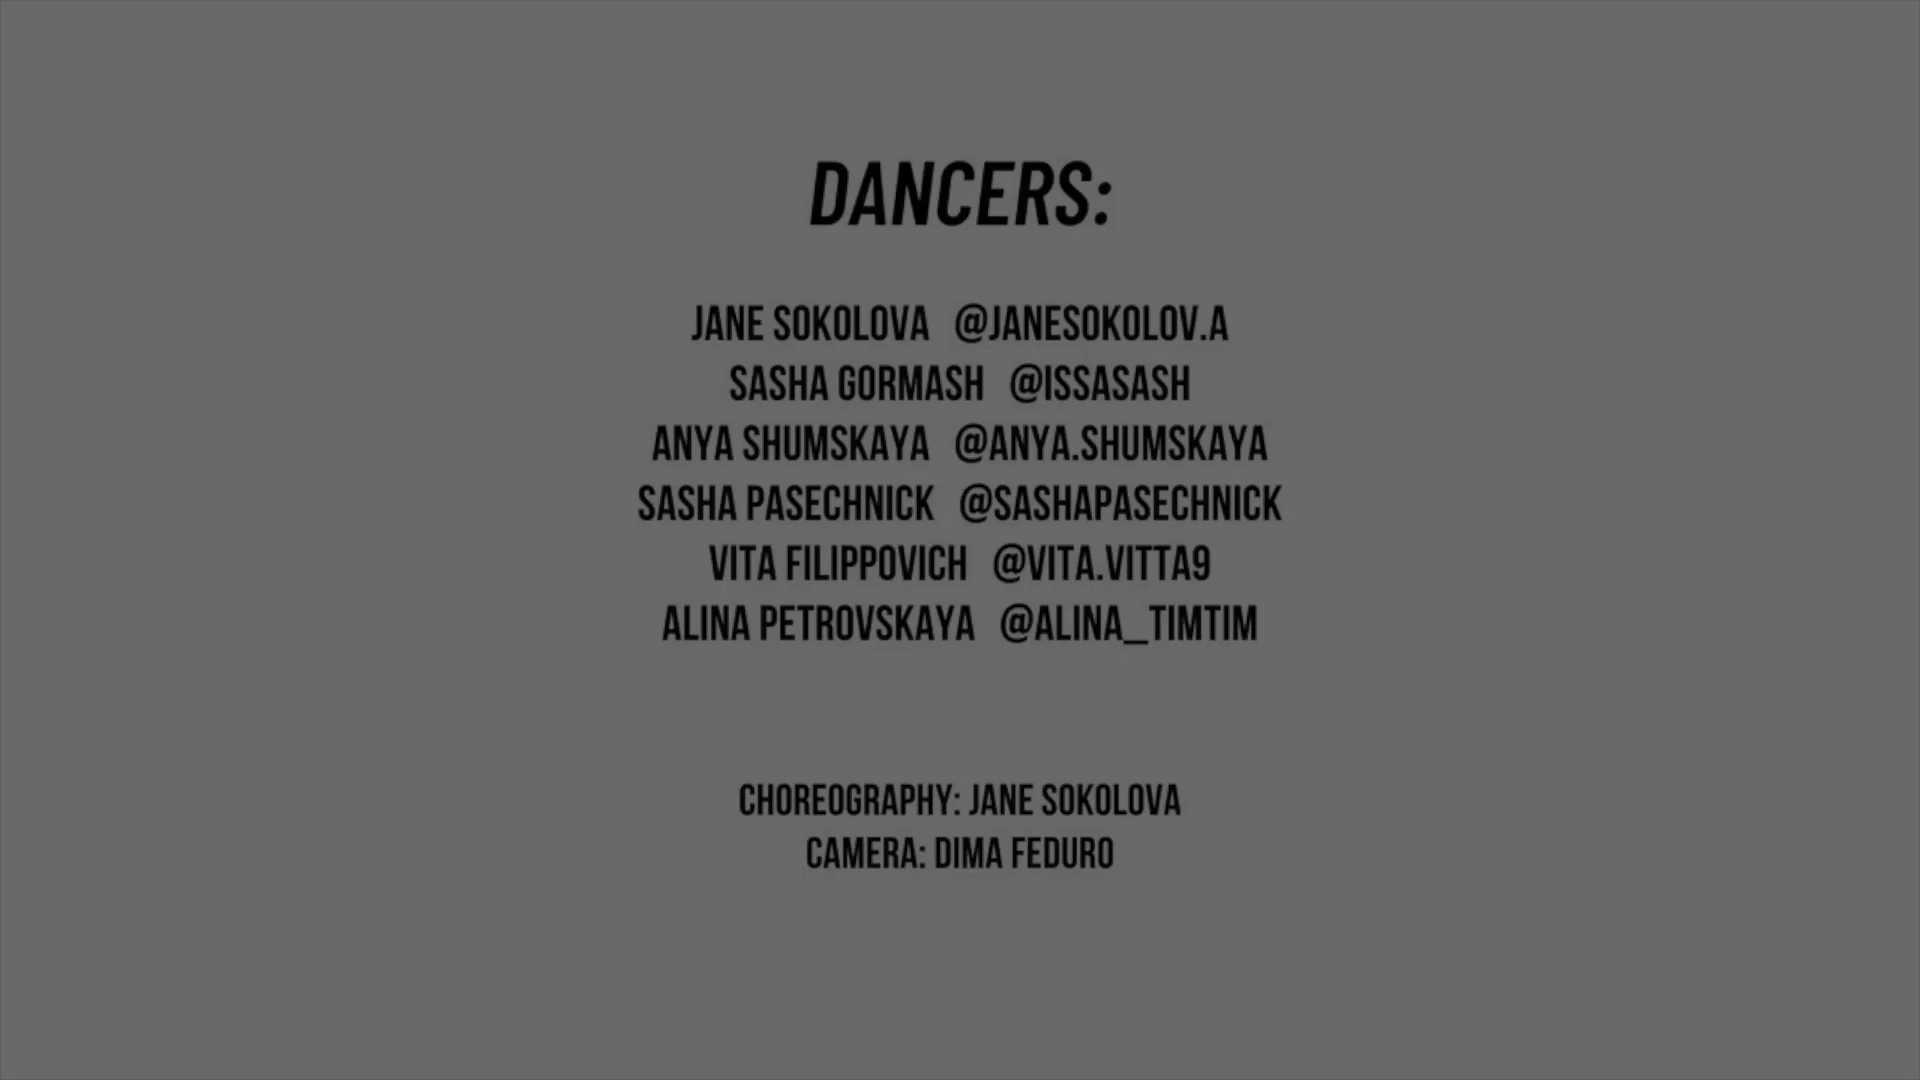 DANCERS:
JANE SOKOLOVA @JANESOKOLOV.A
SASHA GORMASH @ISSASASH
ANYA SHUMSKAYA @ANYA.SHUMSKAYA
SASHA PASECHNICK @SASHAPASECHNICK
VITA FILIPPOVICH @VITA.VITTA9
ALINA PETROVSKAYA @ALINA_TIMTIM
CHOREOGRAPHY: JANE SOKOLOVA
CAMERA: DIMA FEDURO